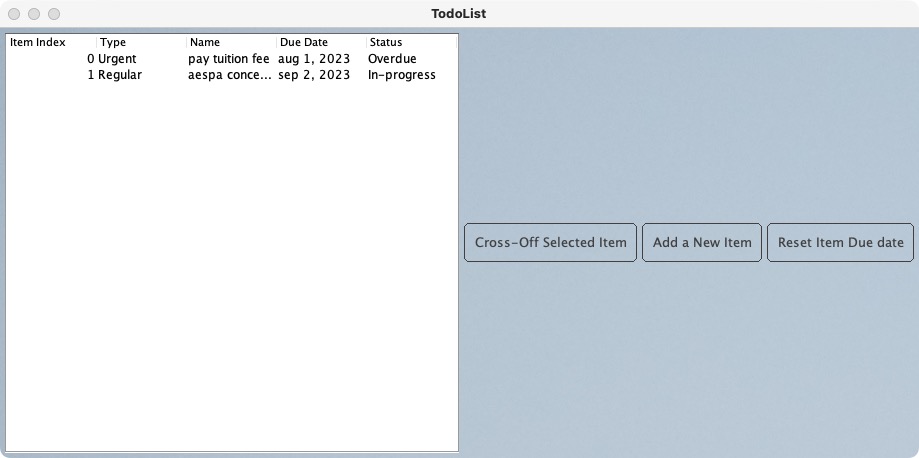 TodoList
Item Index Type Name Due Date Status
0 Urgent pay tuition fee aug 1, 2023 Overdue
1 Regular aespa conce... sep 2, 2023 In-progress
Cross-Off Selected Item Add a New Item Reset Item Due date